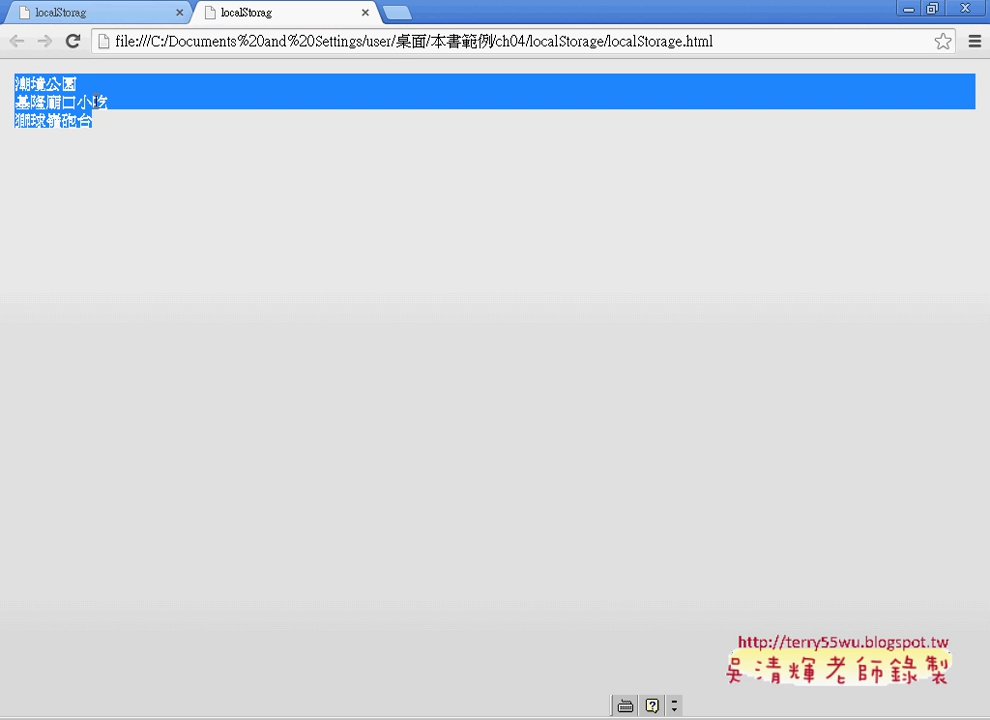 localStorag
localStorag
file:///C:/Documents%20and%20Settings/user/桌面/本書範例/ch04/localStorage/localStorage.html
潮境公園
基隆廟口小吃
獅球嶺砲台
http://terry55wu.blogspot.tw
吳清輝老師錄製